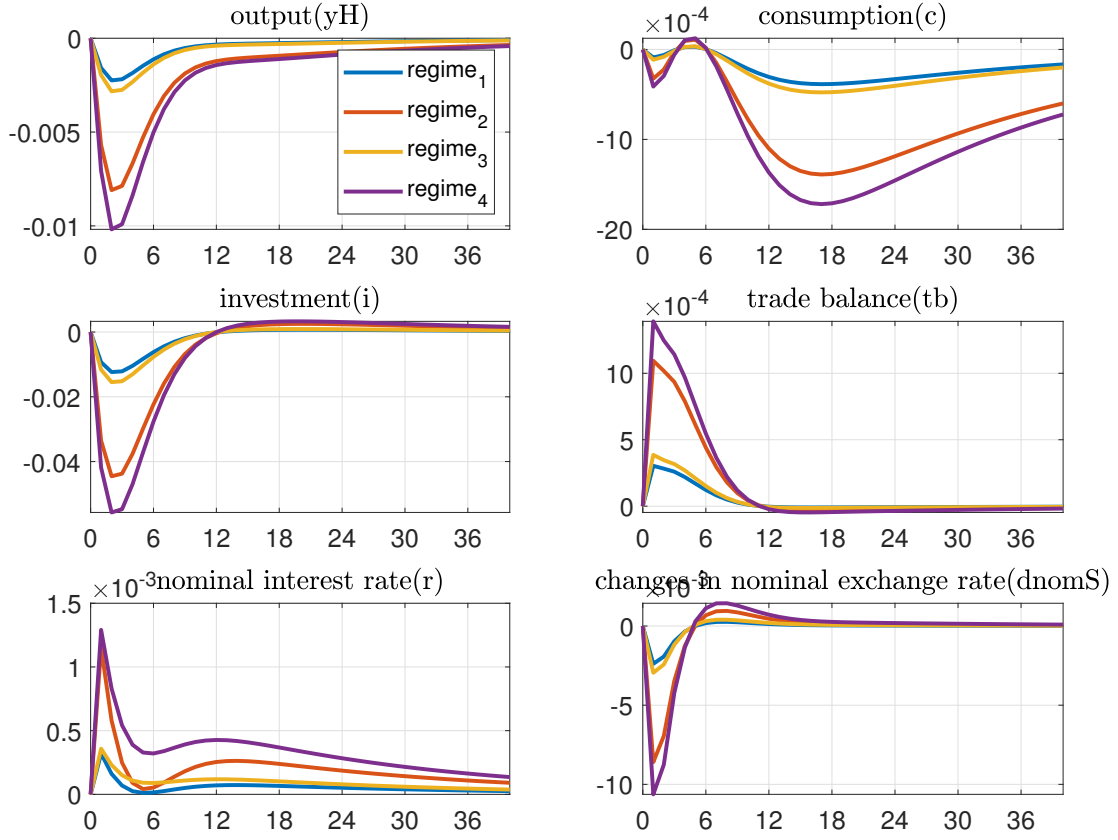 output(yH)
0
-0.005
-0.01
0 6 12 18 24 30 36
regime1
regime2
regime3
regime4
×10-4
consumption(c)
0
-10
-20
0 6 12 18 24 30 36
investment(i)
0
-0.02
-0.04
0 6 12 18 24 30 36
×10-4
trade balance(tb)
10
5
0
0 6 12 18 24 30 36
×10-3 nominal interest rate(r)
1.5
1
0.5
0
0 6 12 18 24 30 36
×10-3
changes in nominal exchange rate(dnomS)
0
-5
-10
0 6 12 18 24 30 36